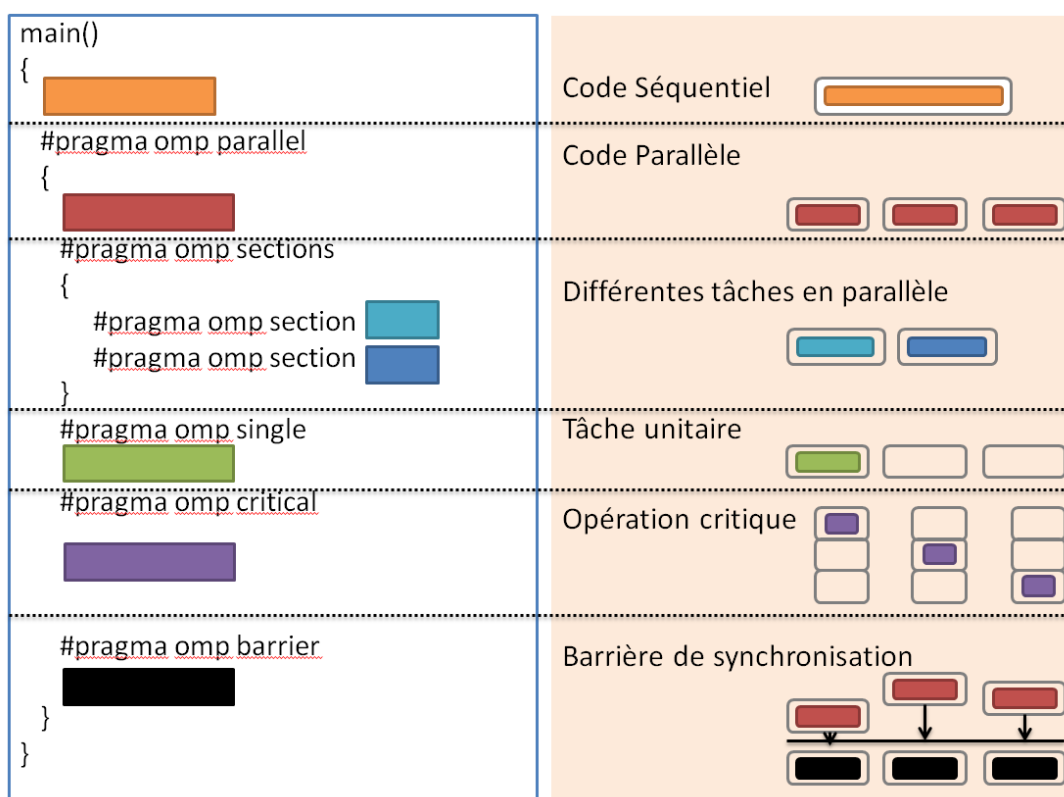 main()
{
Code Séquentiel
#pragma omp parallel
{
Code Parallèle
#pragma omp sections
{
#pragma omp section
#pragma omp section
}
Différentes tâches en parallèle
#pragma omp single
Tâche unitaire
#pragma omp critical
Opération critique
#pragma omp barrier
Barrière de synchronisation
}
}